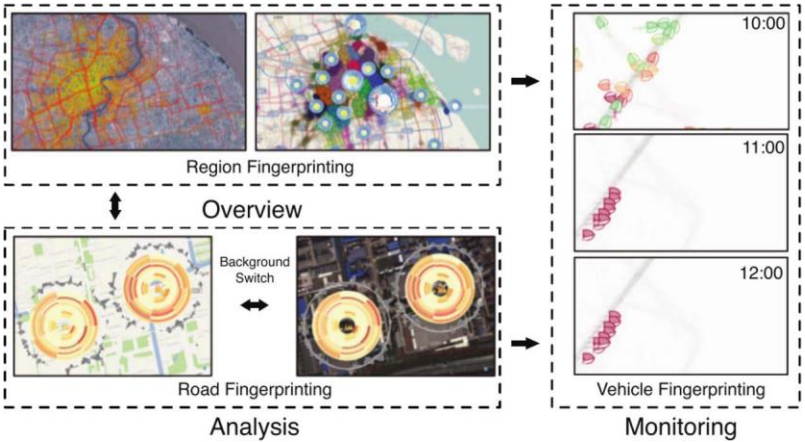 Region Fingerprinting
Overview
Background
Switch
Road Fingerprinting
Analysis
10:00
11:00
12:00
Vehicle Fingerprinting
Monitoring